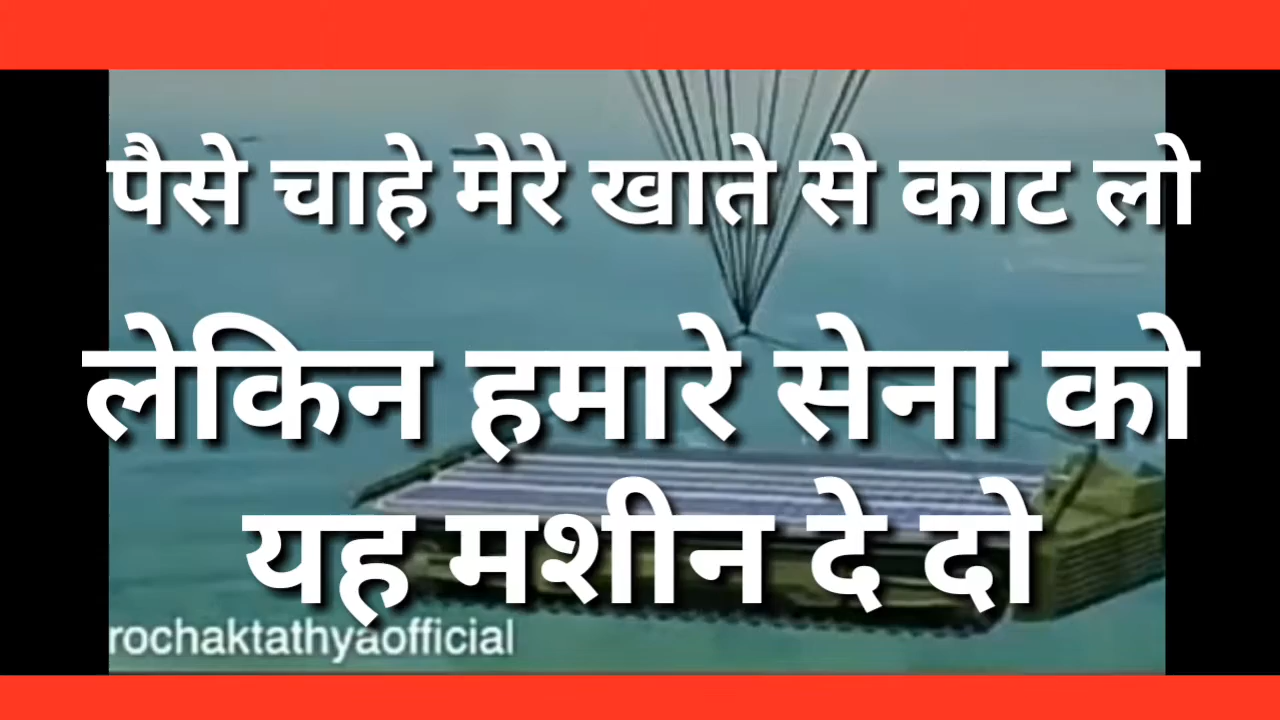 पैसे चाहे मेरे खाते से काट लो
लेकिन हमारे सेना को
यह मशीन दे दो
rochaktathyaofficial